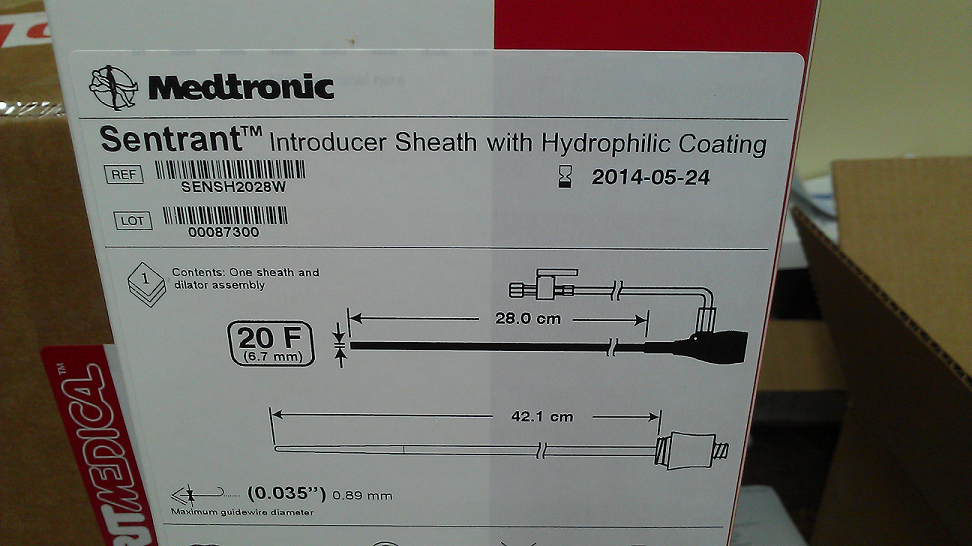 Medtronic
Sentrant™ Introducer Sheath with Hydrophilic Coating
REF
SENSH2028W
2014-05-24
LOT
00087300
1
Contents: One sheath and
dilator assembly
28.0 cm
20 F
(6.7 mm)
42.1 cm
(0.035”) 0.89 mm
Maximum guidewire diameter
MEDICAL™